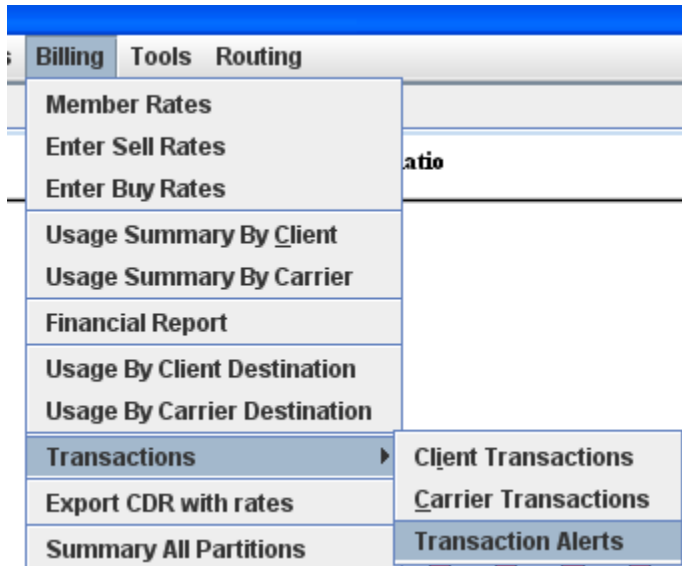 Billing Tools Routing
Member Rates
Enter Sell Rates
Enter Buy Rates
Usage Summary By Client
Usage Summary By Carrier
Financial Report
Usage By Client Destination
Usage By Carrier Destination
Transactions
Export CDR with rates
Summary All Partitions
Client Transactions
Carrier Transactions
Transaction Alerts